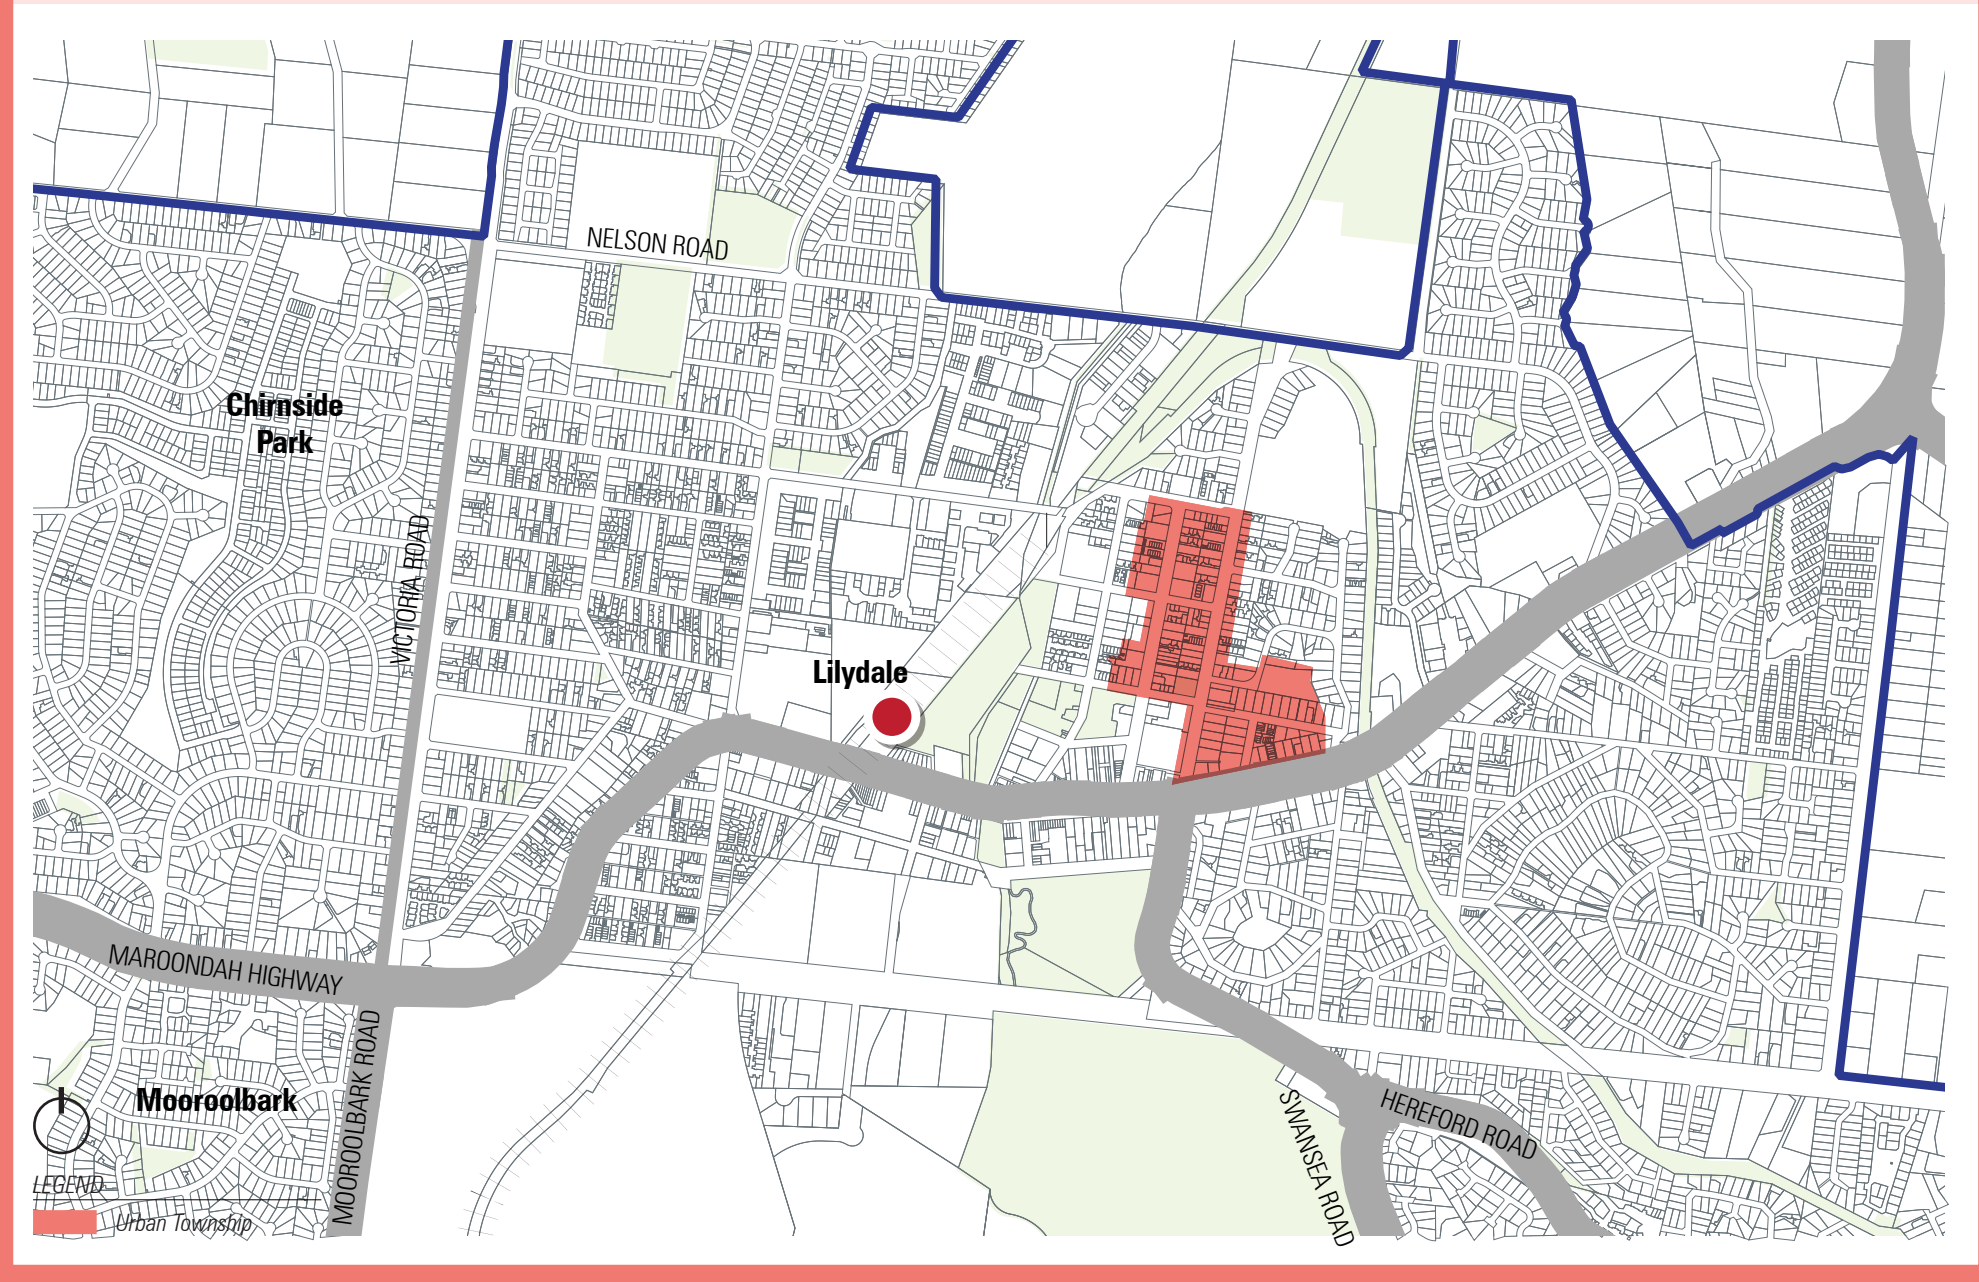 NELSON ROAD
Chirnside
Park
VICTORIA ROAD
Lilydale
MAROONDAH HIGHWAY
MOOROOLBARK ROAD
Mooroolbark
SWANSEA ROAD
HEREFORD ROAD
LEGEND
Urban Township